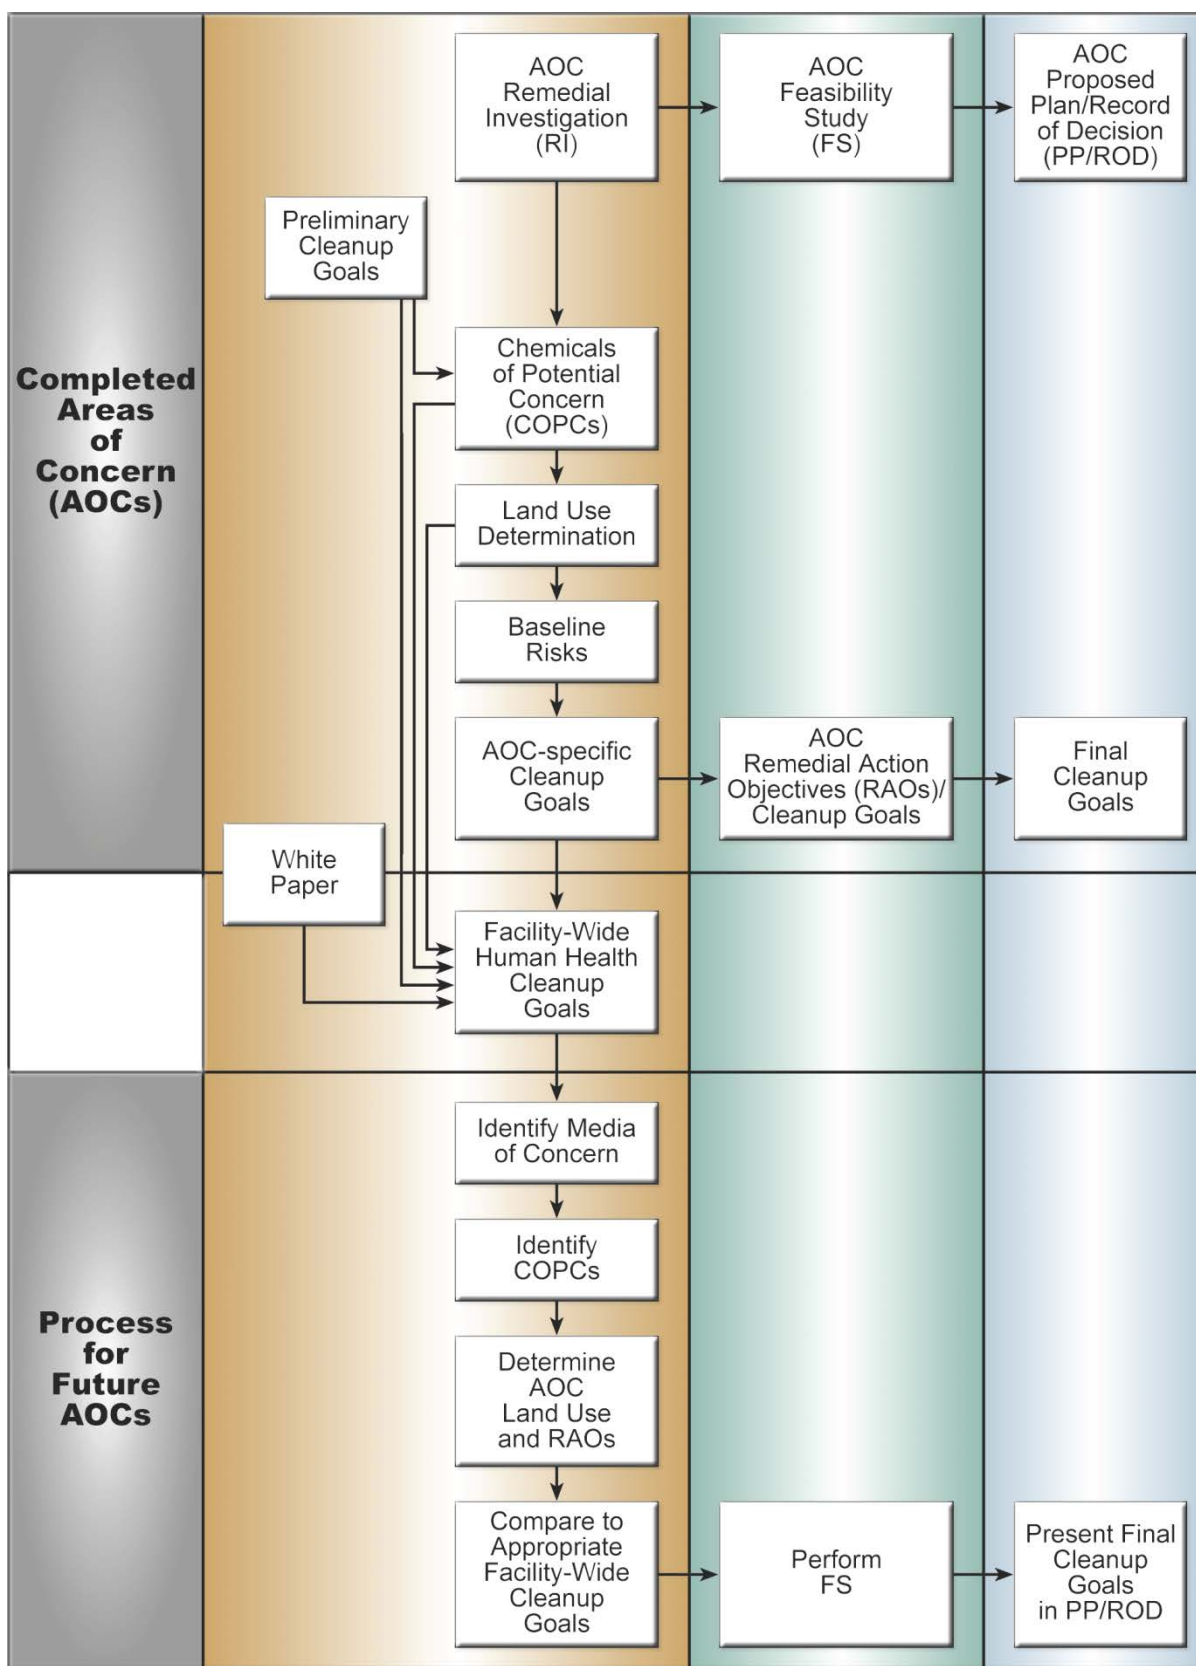 AOC
Remedial
Investigation
(RI)
AOC
Feasibility
Study
(FS)
AOC
Proposed
Plan/Record
of Decision
(PP/ROD)
Preliminary
Cleanup
Goals
Completed
Areas
of
Concern
(AOCs)
Chemicals
of Potential
Concern
(COPCs)
Land Use
Determination
Baseline
Risks
AOC-specific
Cleanup
Goals
AOC
Remedial Action
Objectives (RAOs)/
Cleanup Goals
Final
Cleanup
Goals
White
Paper
Facility-Wide
Human Health
Cleanup
Goals
Process
for
Future
AOCs
Identify Media
of Concern
Identify
COPCs
Determine
AOC
Land Use
and RAOs
Compare to
Appropriate
Facility-Wide
Cleanup
Goals
Perform
FS
Present Final
Cleanup
Goals
in PP/ROD